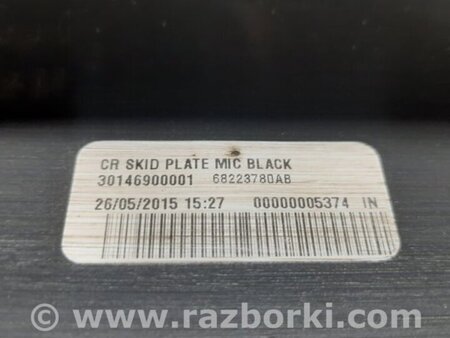 CR SKID PLATE MIC BLACK
30146900001 68223780AB
26/05/2015 15:27 00000005374 IN
© www.razborki.com